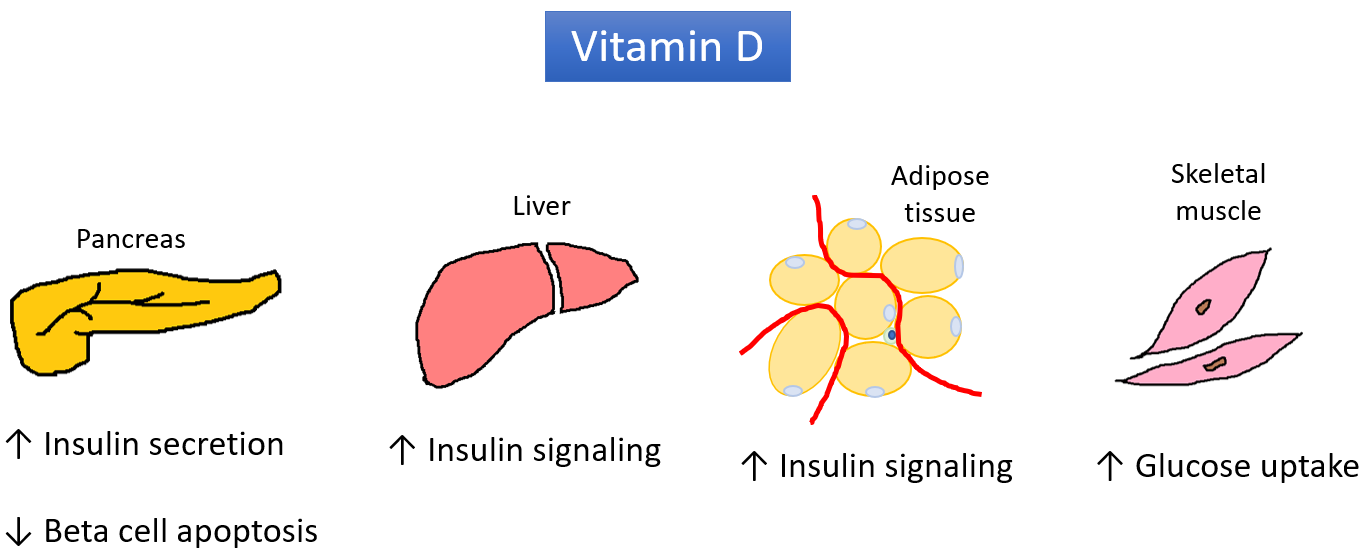 Vitamin D
Pancreas
Liver
Adipose
tissue
Skeletal
muscle
↑ Insulin secretion
↓ Beta cell apoptosis
↑ Insulin signaling
↑ Insulin signaling
↑ Glucose uptake